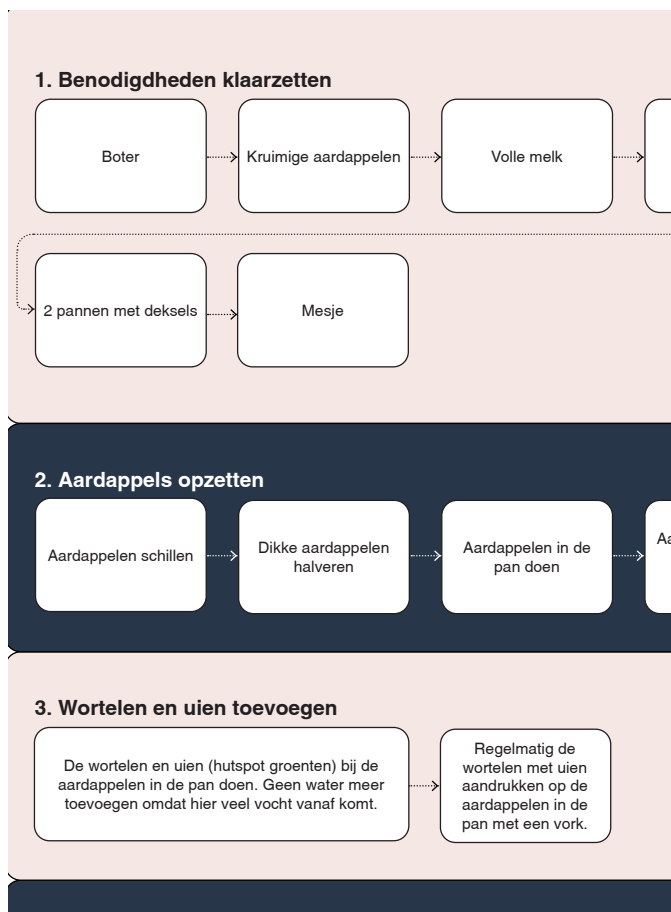 1. Benodigdheden klaarzetten
Boter
Kruimige aardappelen
Volle melk
2 pannen met deksels
Mesje
2. Aardappels opzetten
Aardappelen schillen
Dikke aardappelen
halveren
Aardappelen in de
pan doen
3. Wortelen en uien toevoegen
De wortelen en uien (hutspot groenten) bij de
aardappelen in de pan doen. Geen water meer
toevoegen omdat hier veel vocht vanaf komt.
Regelmatig de
wortelen met uien
aandrukken op de
aardappelen in de
pan met een vork.